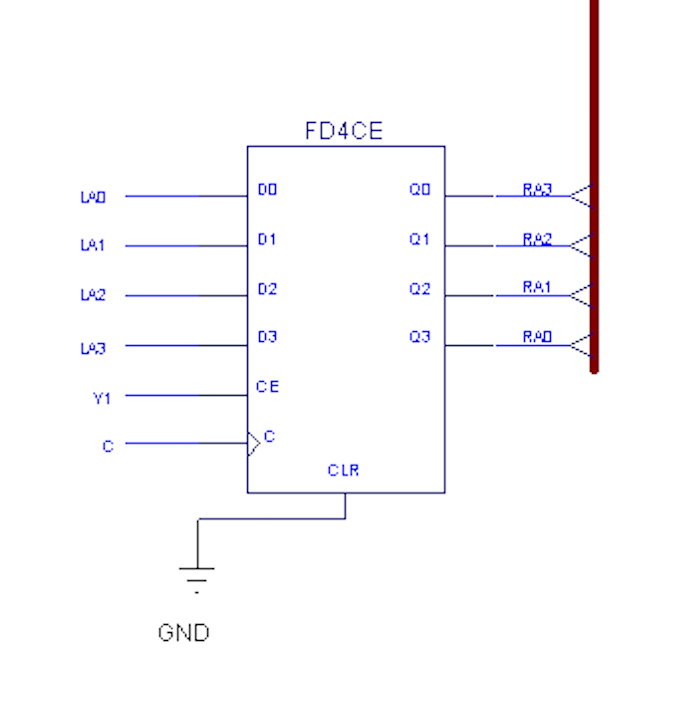 FD4CE
LA0 D0 Q0 RA3
LA1 D1 Q1 RA2
LA2 D2 Q2 RA1
LA3 D3 Q3 RA0
Y1 CE
C C
CLR
GND